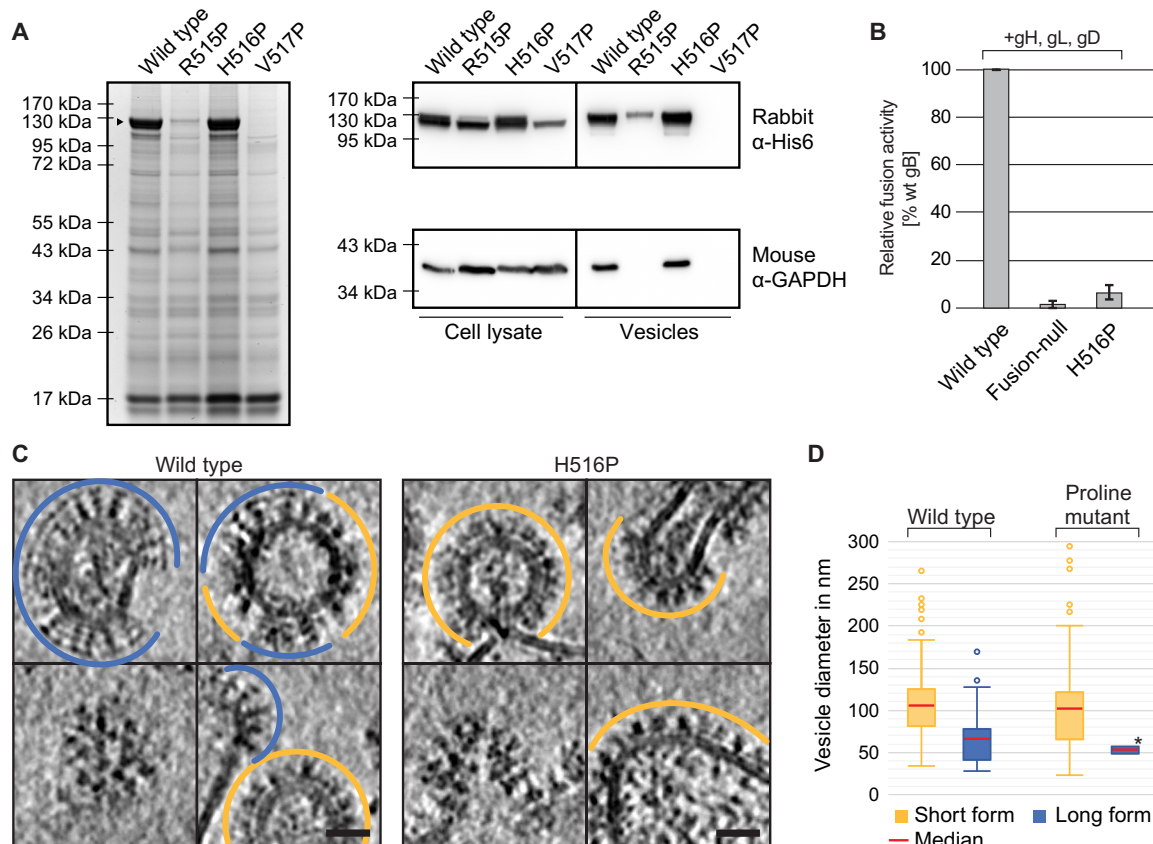 A
Wild type
R515P
H516P
V517P
170 kDa
130 kDa
95 kDa
72 kDa
55 kDa
43 kDa
34 kDa
26 kDa
17 kDa
Wild type
R515P
H516P
V517P
Wild type
R515P
H516P
V517P
170 kDa
130 kDa
95 kDa
Rabbit
α-His6
43 kDa
34 kDa
Mouse
α-GAPDH
Cell lysate
Vesicles
B
+gH, gL, gD
Relative fusion activity
[% wt gB]
100
80
60
40
20
0
Wild type
Fusion-null
H516P
C
Wild type
H516P
D
Wild type
Proline
mutant
Vesicle diameter in nm
300
250
200
150
100
50
0
*
Short form
Long form
Median